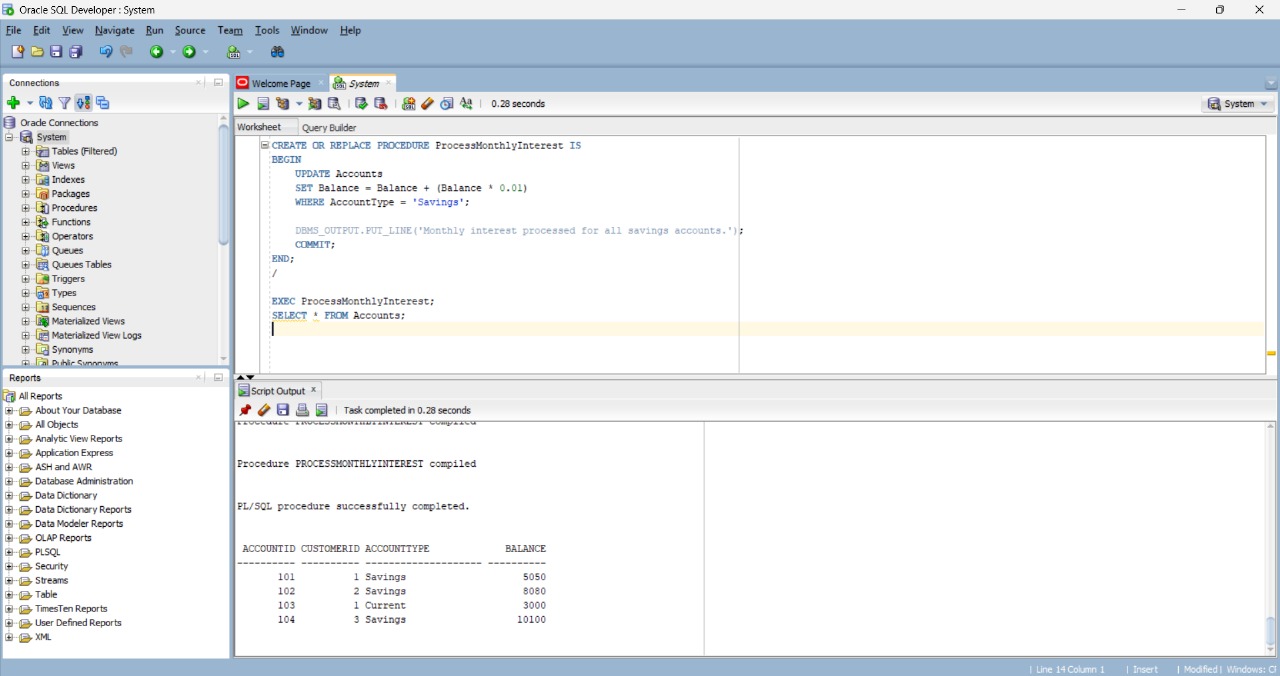 Oracle SQL Developer : System
File Edit View Navigate Run Source Team Tools Window Help
Connections
Oracle Connections
System
Tables (Filtered)
Views
Indexes
Packages
Procedures
Functions
Operators
Queues
Queues Tables
Triggers
Types
Sequences
Materialized Views
Materialized View Logs
Synonyms
Public Synonyms
Reports
All Reports
About Your Database
All Objects
Analytic View Reports
Application Express
ASH and AWR
Database Administration
Data Dictionary
Data Dictionary Reports
Data Modeler Reports
OLAP Reports
PLSQL
Security
Streams
Table
TimesTen Reports
User Defined Reports
XML
Welcome Page System
0.28 seconds System
Worksheet Query Builder
CREATE OR REPLACE PROCEDURE ProcessMonthlyInterest IS
BEGIN
UPDATE Accounts
SET Balance = Balance + (Balance * 0.01)
WHERE AccountType = 'Savings';
DBMS_OUTPUT.PUT_LINE('Monthly interest processed for all savings accounts.');
COMMIT;
END;
/
EXEC ProcessMonthlyInterest;
SELECT * FROM Accounts;
Script Output x
Task completed in 0.28 seconds
Procedure PROCESSMONTHLYINTEREST compiled
Procedure PROCESSMONTHLYINTEREST compiled
PL/SQL procedure successfully completed.
ACCOUNTID CUSTOMERID ACCOUNTTYPE BALANCE
---------- ---------- -------------------- ----------
101 1 Savings 5050
102 2 Savings 8080
103 1 Current 3000
104 3 Savings 10100
| Line 14 Column 1 | Insert | Modified | Windows: C